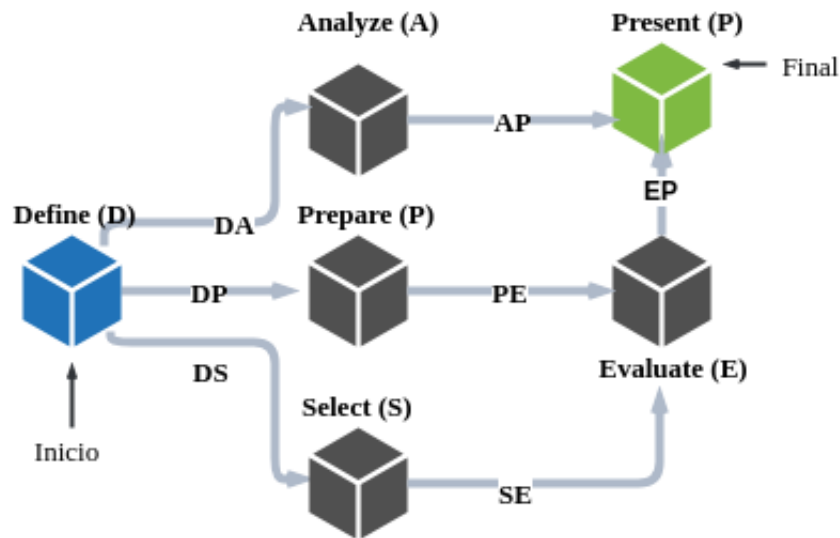 Analyze (A)
Present (P)
Final
AP
EP
Define (D)
DA
Prepare (P)
DP
PE
DS
Evaluate (E)
Select (S)
Inicio
SE